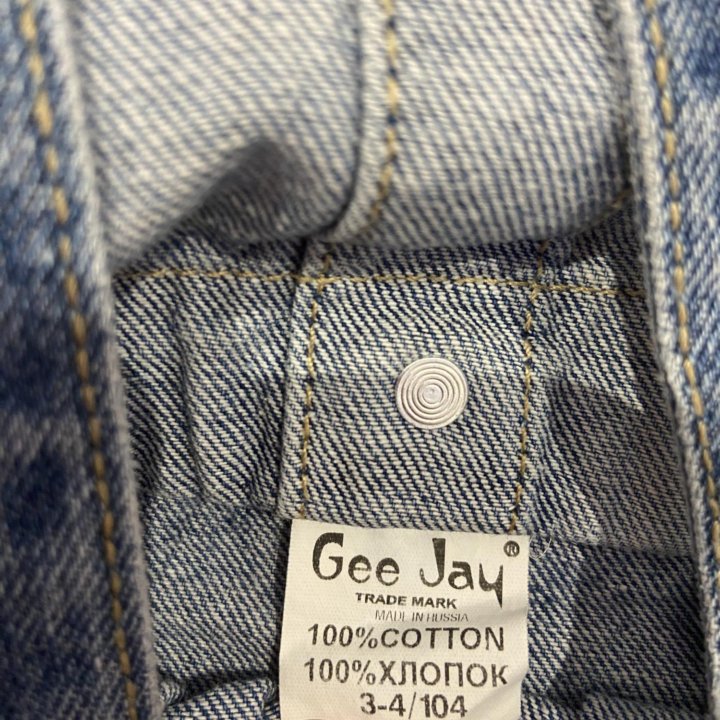 Gee Jay®
TRADE MARK
MADE IN RUSSIA
100%COTTON
100%ХЛОПОК
3-4/104